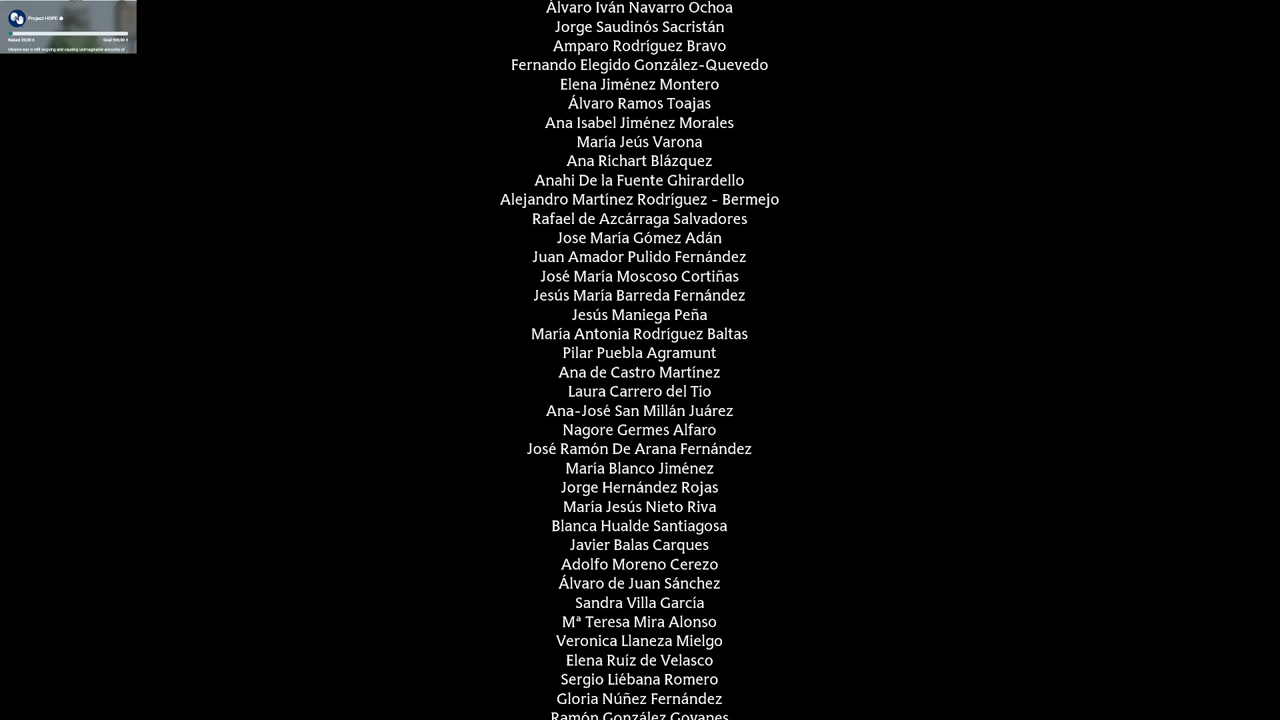 Project HOPE
Álvaro Iván Navarro Ochoa
Jorge Saudinós Sacristán
Amparo Rodríguez Bravo
Fernando Elegido González-Quevedo
Elena Jiménez Montero
Álvaro Ramos Toajas
Ana Isabel Jiménez Morales
María Jeús Varona
Ana Richart Blázquez
Anahi De la Fuente Ghirardello
Alejandro Martínez Rodríguez - Bermejo
Rafael de Azcárraga Salvadores
Jose María Gómez Adán
Juan Amador Pulido Fernández
José María Moscoso Cortiñas
Jesús María Barreda Fernández
Jesús Maniega Peña
María Antonia Rodríguez Baltas
Pilar Puebla Agramunt
Ana de Castro Martínez
Laura Carrero del Tio
Ana-José San Millán Juárez
Nagore Germes Alfaro
José Ramón De Arana Fernández
María Blanco Jiménez
Jorge Hernández Rojas
María Jesús Nieto Riva
Blanca Hualde Santiagosa
Javier Balas Carques
Adolfo Moreno Cerezo
Álvaro de Juan Sánchez
Sandra Villa García
Mª Teresa Mira Alonso
Veronica Llaneza Mielgo
Elena Ruíz de Velasco
Sergio Liébana Romero
Gloria Núñez Fernández
Ramón González Goyanes